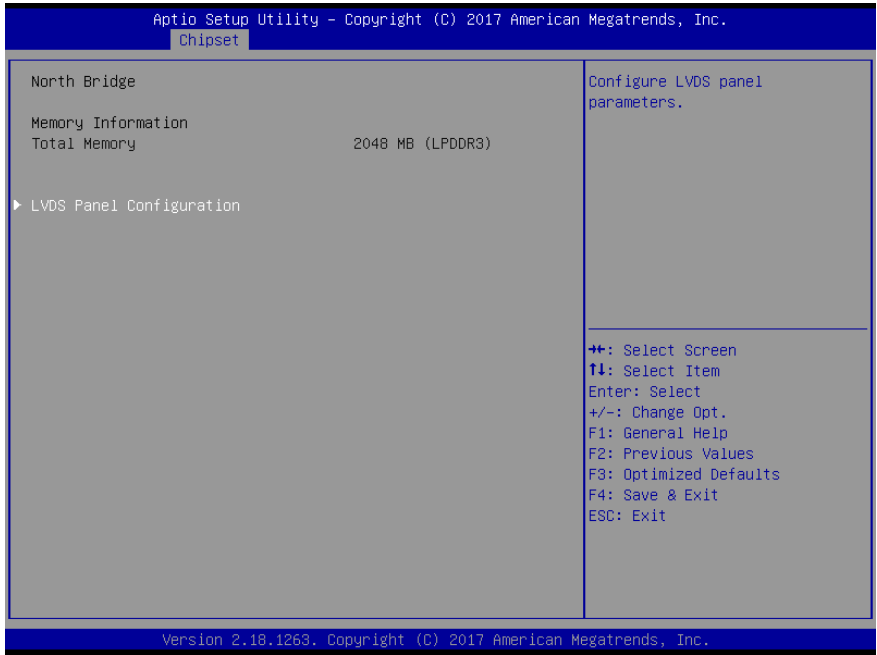 Aptio Setup Utility – Copyright (C) 2017 American Megatrends, Inc.
Chipset
North Bridge
Memory Information
Total Memory 2048 MB (LPDDR3)
LVDS Panel Configuration
Configure LVDS panel
parameters.
→←: Select Screen
↑↓: Select Item
Enter: Select
+/-: Change Opt.
F1: General Help
F2: Previous Values
F3: Optimized Defaults
F4: Save & Exit
ESC: Exit
Version 2.18.1263. Copyright (C) 2017 American Megatrends, Inc.